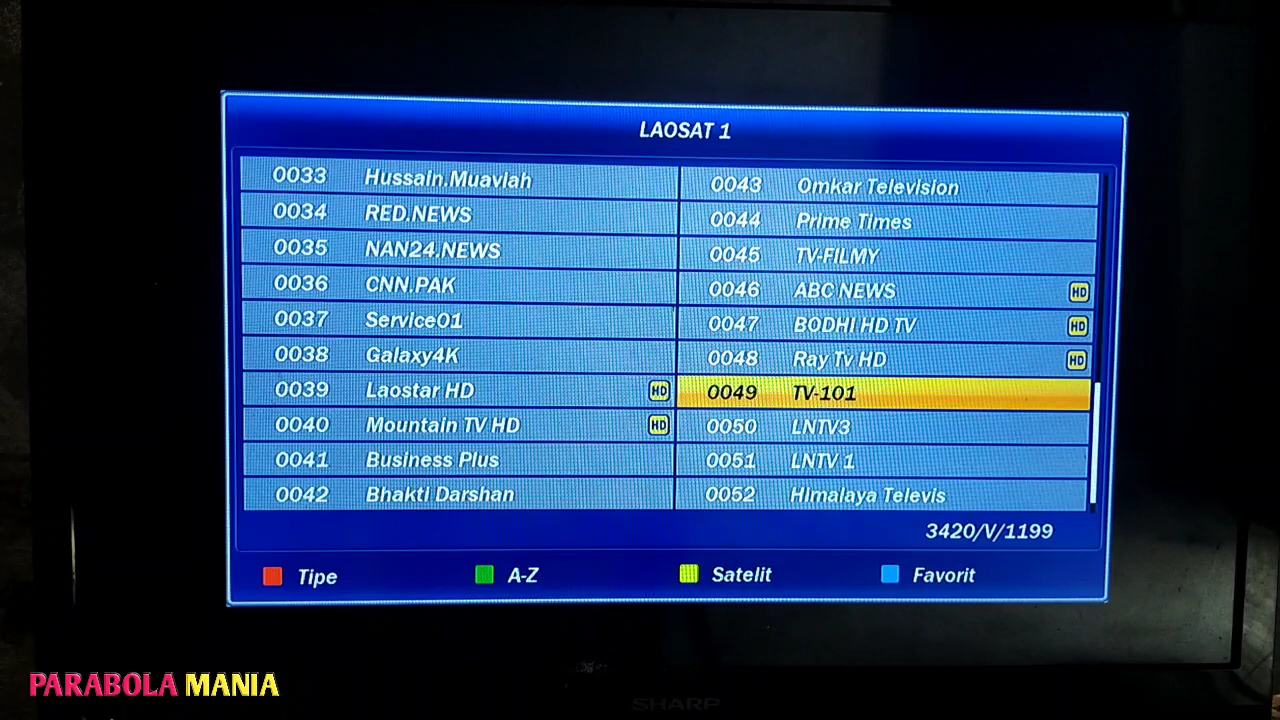 LAOSAT 1
0033 Hussain.Muaviah
0034 RED.NEWS
0035 NAN24.NEWS
0036 CNN.PAK
0037 Service01
0038 Galaxy4K
0039 Laostar HD HD
0040 Mountain TV HD HD
0041 Business Plus
0042 Bhakti Darshan
0043 Omkar Television
0044 Prime Times
0045 TV-FILMY
0046 ABC NEWS HD
0047 BODHI HD TV HD
0048 Ray Tv HD HD
0049 TV-101
0050 LNTV3
0051 LNTV 1
0052 Himalaya Televis
3420/V/1199
Tipe A-Z Satelit Favorit
PARABOLA MANIA
SHARP